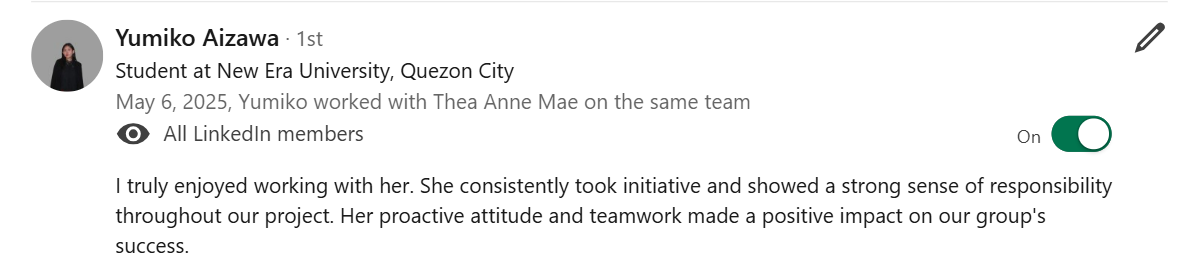 Yumiko Aizawa · 1st
Student at New Era University, Quezon City
May 6, 2025, Yumiko worked with Thea Anne Mae on the same team
All LinkedIn members
On
I truly enjoyed working with her. She consistently took initiative and showed a strong sense of responsibility
throughout our project. Her proactive attitude and teamwork made a positive impact on our group's
success.